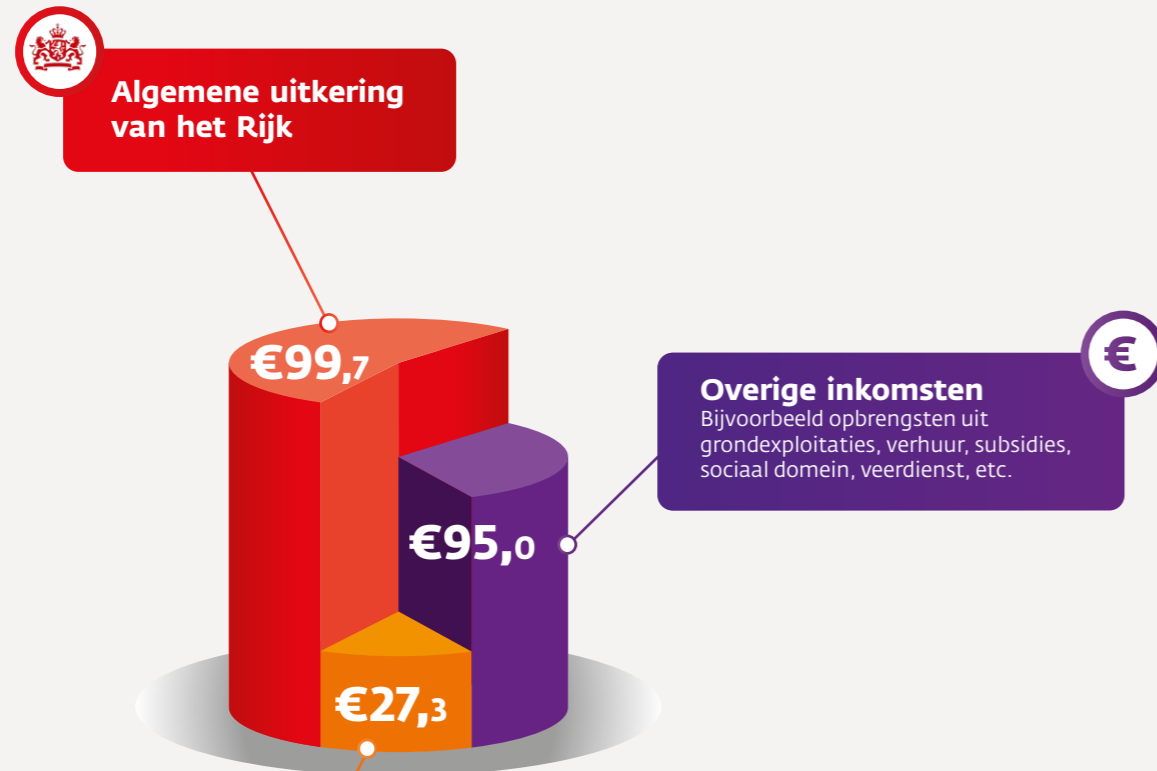 Algemene uitkering
van het Rijk
€99,7
Overige inkomsten
Bijvoorbeeld opbrengsten uit
grondexploitaties, verhuur, subsidies,
sociaal domein, veerdienst, etc.
€
€95,0
€27,3